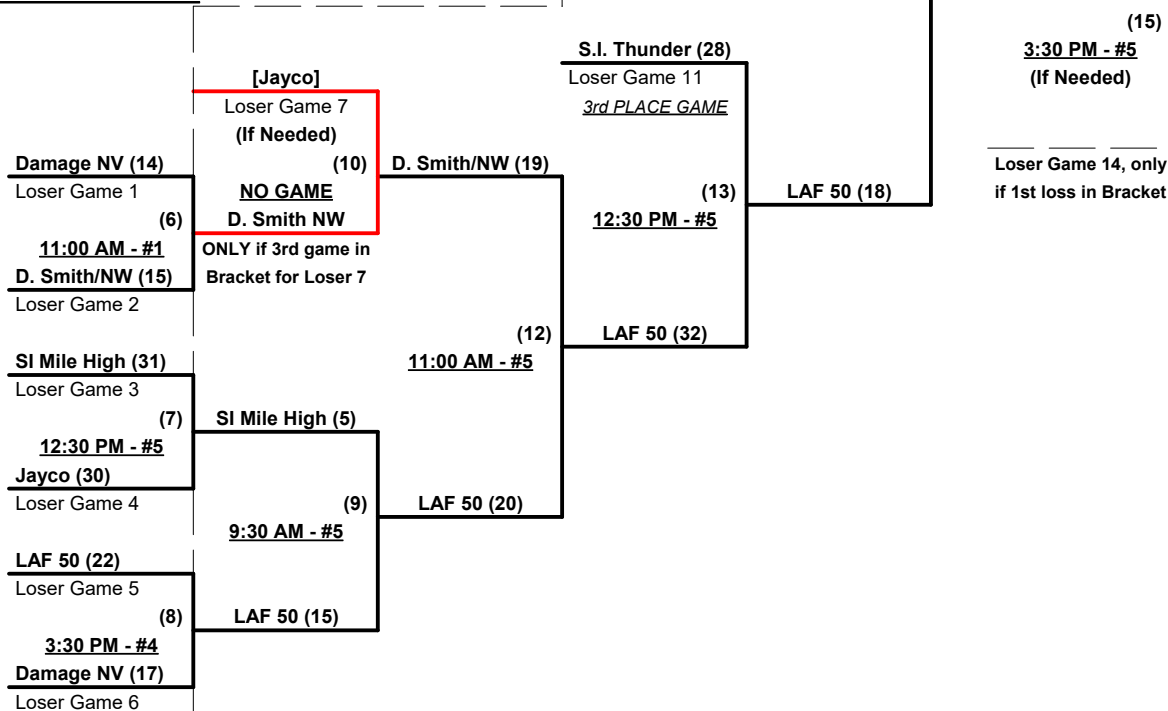 (15)
3:30 PM - #5
(If Needed)
Loser Game 14, only
if 1st loss in Bracket
S.I. Thunder (28)
Loser Game 11
3rd PLACE GAME
(13)
12:30 PM - #5
LAF 50 (18)
[Jayco]
Loser Game 7
(If Needed)
(10)
NO GAME
D. Smith NW
ONLY if 3rd game in
Bracket for Loser 7
D. Smith/NW (19)
Damage NV (14)
Loser Game 1
(6)
11:00 AM - #1
D. Smith/NW (15)
Loser Game 2
(12)
11:00 AM - #5
LAF 50 (32)
SI Mile High (31)
Loser Game 3
(7)
12:30 PM - #5
Jayco (30)
Loser Game 4
SI Mile High (5)
(9)
9:30 AM - #5
LAF 50 (20)
LAF 50 (22)
Loser Game 5
(8)
3:30 PM - #4
Damage NV (17)
Loser Game 6
LAF 50 (15)